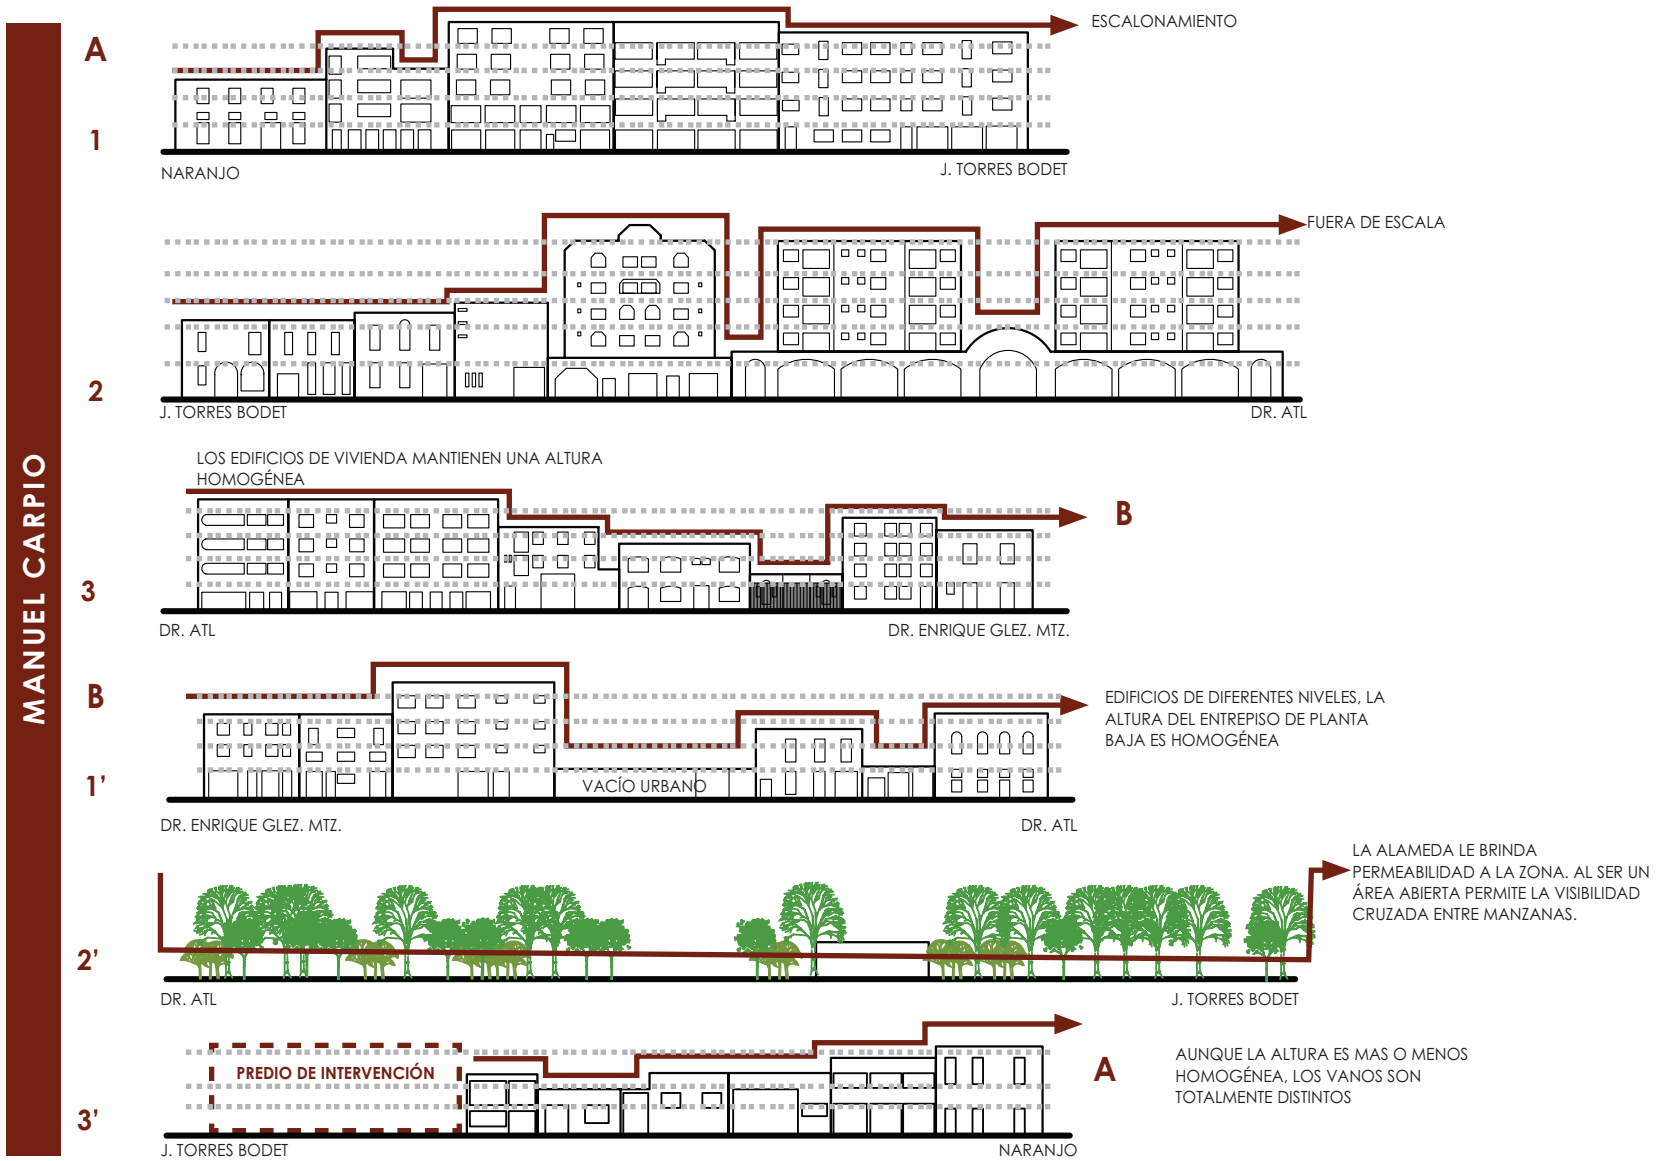 MANUEL CARPIO
A
ESCALONAMIENTO
1
NARANJO
J. TORRES BODET
FUERA DE ESCALA
2
J. TORRES BODET
DR. ATL
LOS EDIFICIOS DE VIVIENDA MANTIENEN UNA ALTURA
HOMOGÉNEA
B
3
DR. ATL
DR. ENRIQUE GLEZ. MTZ.
B
EDIFICIOS DE DIFERENTES NIVELES, LA
ALTURA DEL ENTREPISO DE PLANTA
BAJA ES HOMOGÉNEA
1’
VACÍO URBANO
DR. ENRIQUE GLEZ. MTZ.
DR. ATL
LA ALAMEDA LE BRINDA
PERMEABILIDAD A LA ZONA. AL SER UN
ÁREA ABIERTA PERMITE LA VISIBILIDAD
CRUZADA ENTRE MANZANAS.
2’
DR. ATL
J. TORRES BODET
PREDIO DE INTERVENCIÓN
A
AUNQUE LA ALTURA ES MAS O MENOS
HOMOGÉNEA, LOS VANOS SON
TOTALMENTE DISTINTOS
3’
J. TORRES BODET
NARANJO